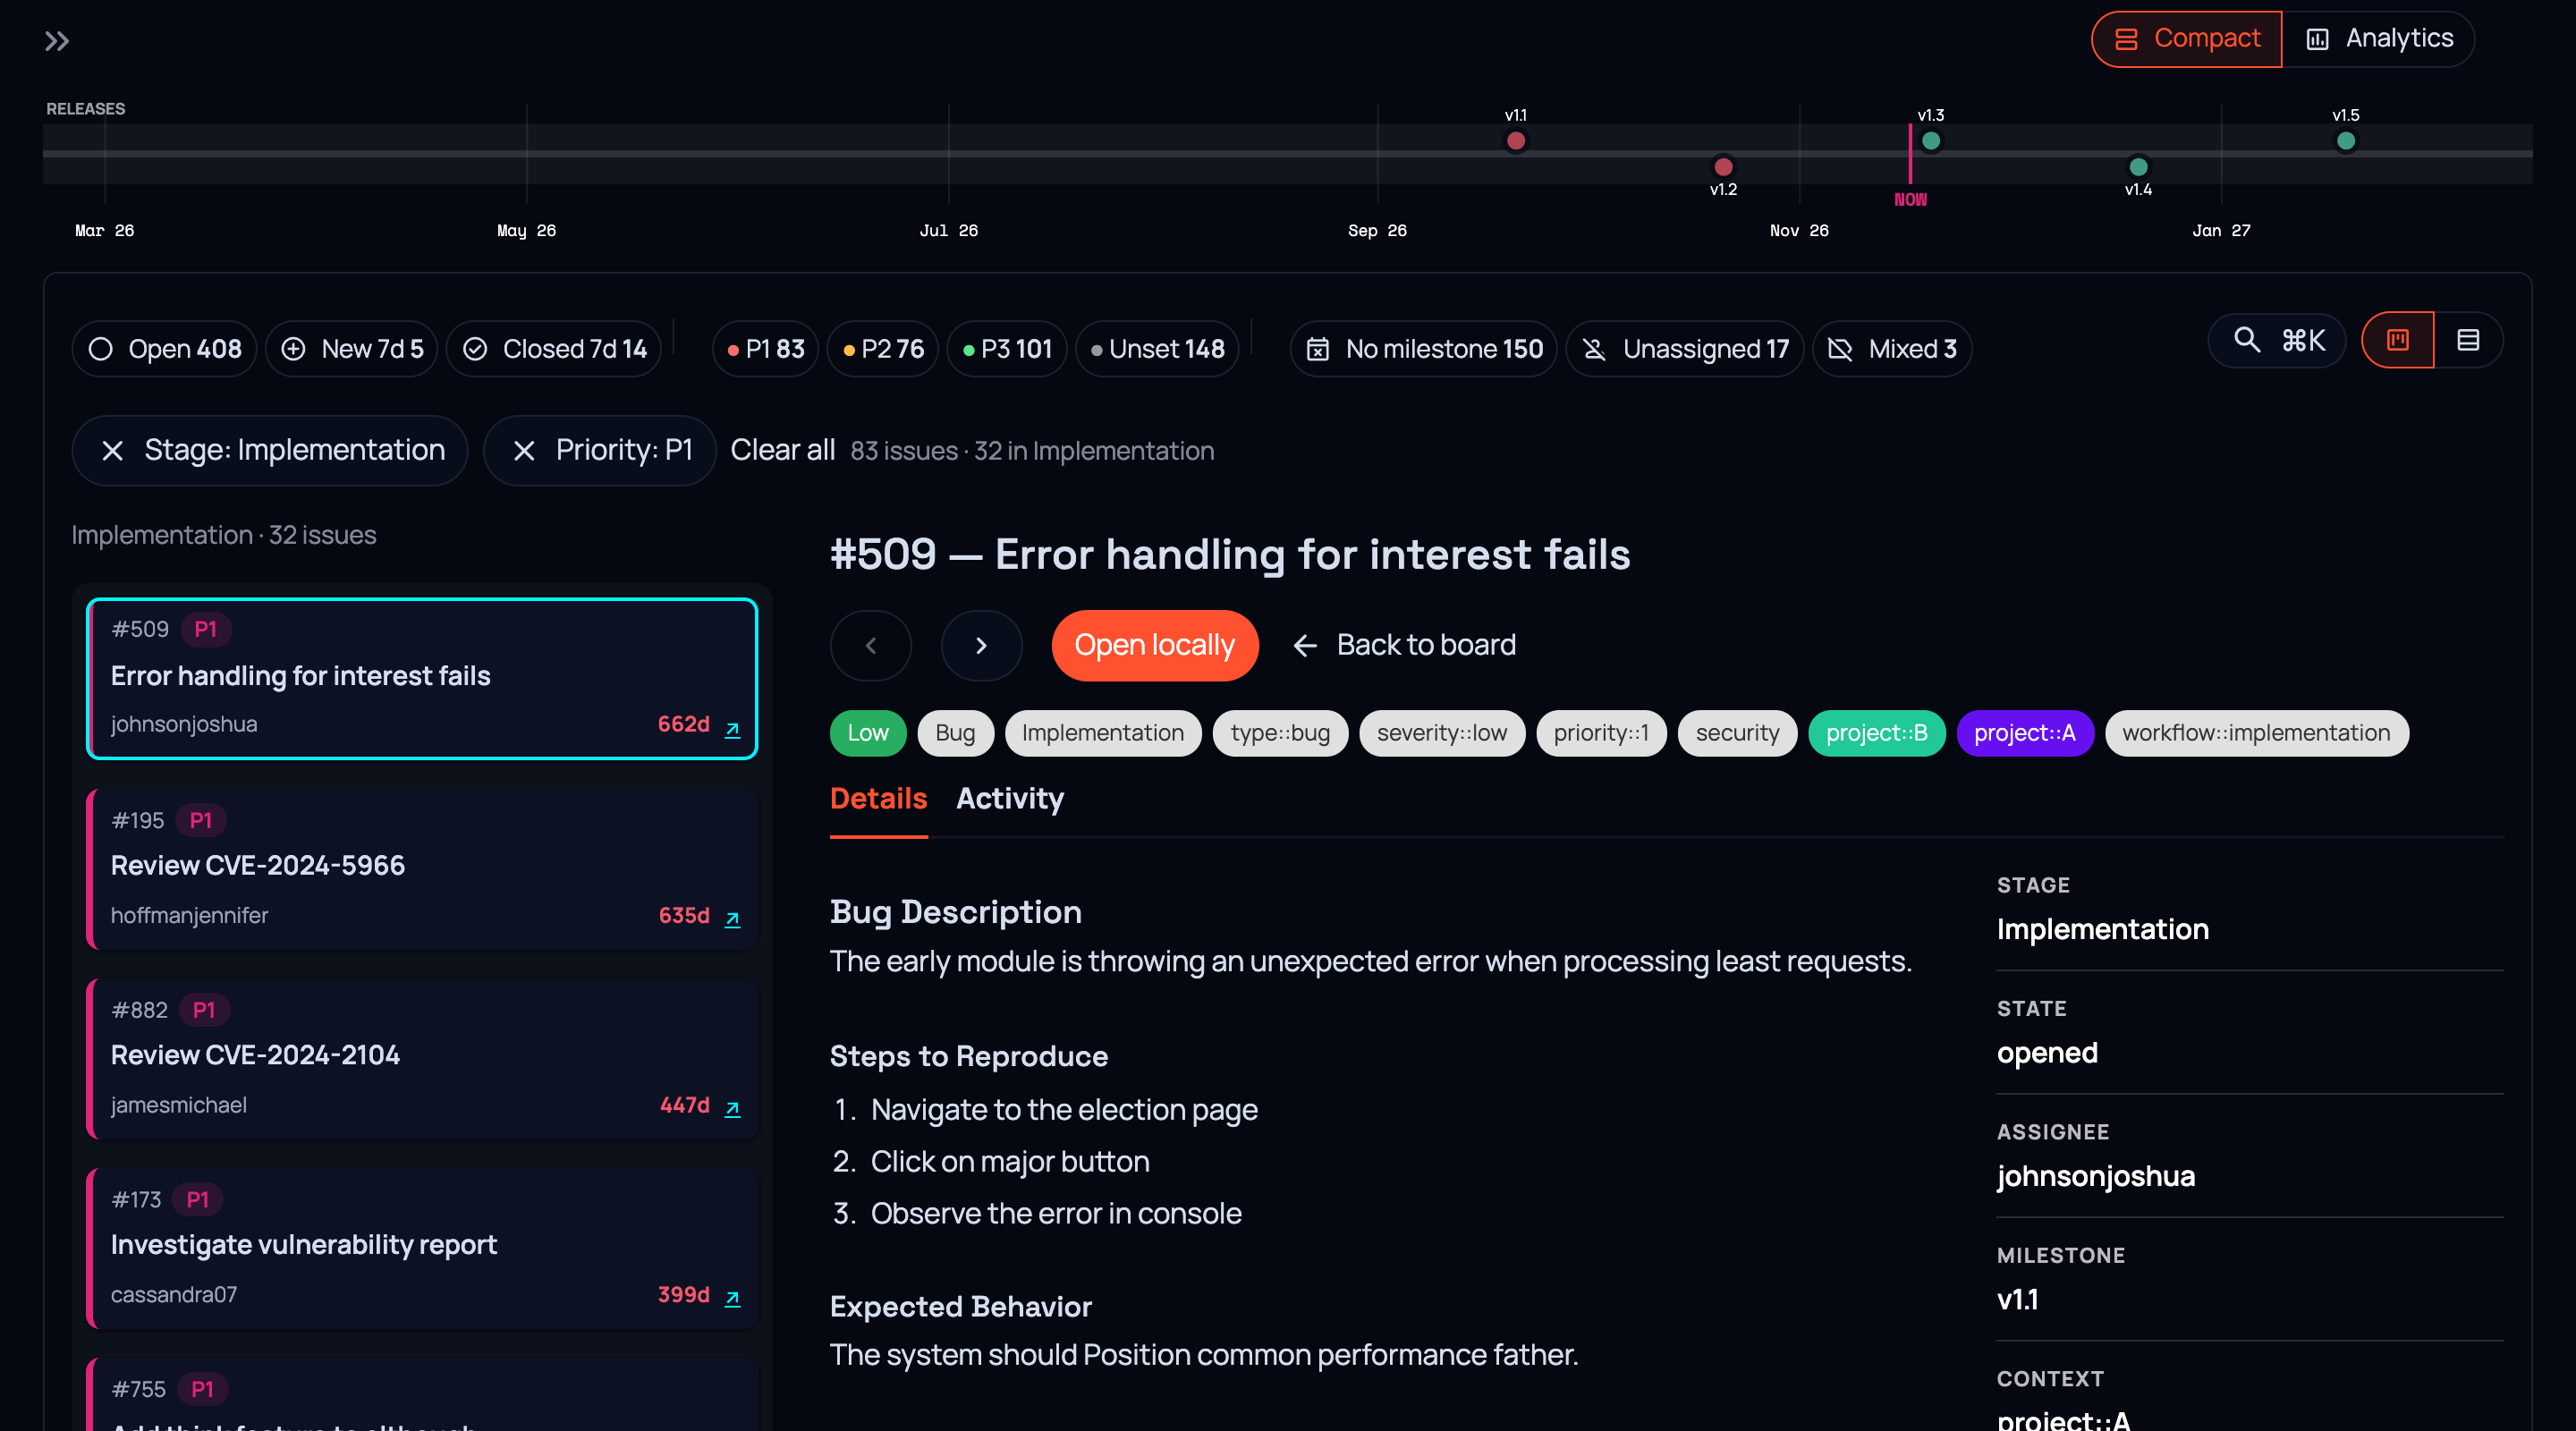 Compact
Analytics
RELEASES
v1.1
v1.3
v1.5
v1.2
v1.4
NOW
Mar 26
May 26
Jul 26
Sep 26
Nov 26
Jan 27
Open 408
New 7d 5
Closed 7d 14
P1 83
P2 76
P3 101
Unset 148
No milestone 150
Unassigned 17
Mixed 3
⌘K
Stage: Implementation
Priority: P1
Clear all
83 issues · 32 in Implementation
Implementation · 32 issues
#509 P1
Error handling for interest fails
johnsonjoshua 662d
#195 P1
Review CVE-2024-5966
hoffmanjennifer 635d
#882 P1
Review CVE-2024-2104
jamesmichael 447d
#173 P1
Investigate vulnerability report
cassandra07 399d
#755 P1
Add think feature to although
#509 — Error handling for interest fails
Open locally
Back to board
Low
Bug
Implementation
type::bug
severity::low
priority::1
security
project::B
project::A
workflow::implementation
Details
Activity
Bug Description
The early module is throwing an unexpected error when processing least requests.
Steps to Reproduce
1. Navigate to the election page
2. Click on major button
3. Observe the error in console
Expected Behavior
The system should Position common performance father.
STAGE
Implementation
STATE
opened
ASSIGNEE
johnsonjoshua
MILESTONE
v1.1
CONTEXT
project::A